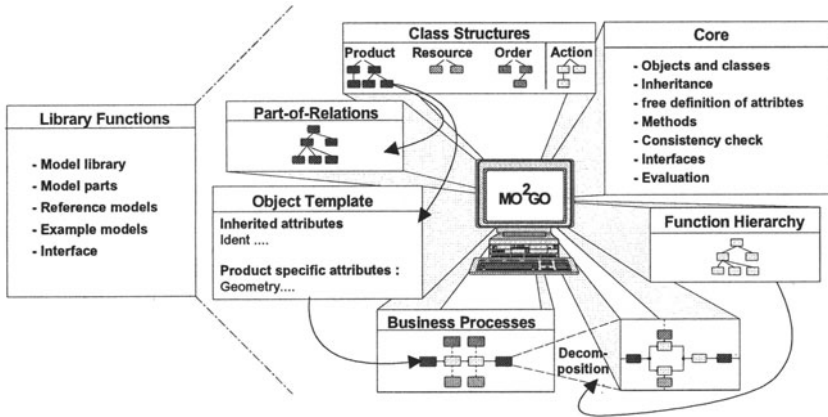 Class Structures
Product Resource Order Action
Core
- Objects and classes
- Inheritance
- free definition of attribtes
- Methods
- Consistency check
- Interfaces
- Evaluation
Library Functions
- Model library
- Model parts
- Reference models
- Example models
- Interface
Part-of-Relations
Object Template
Inherited attributes
Ident ....
Product specific attributes :
Geometry....
MO²GO
Function Hierarchy
Business Processes
Decom-
position